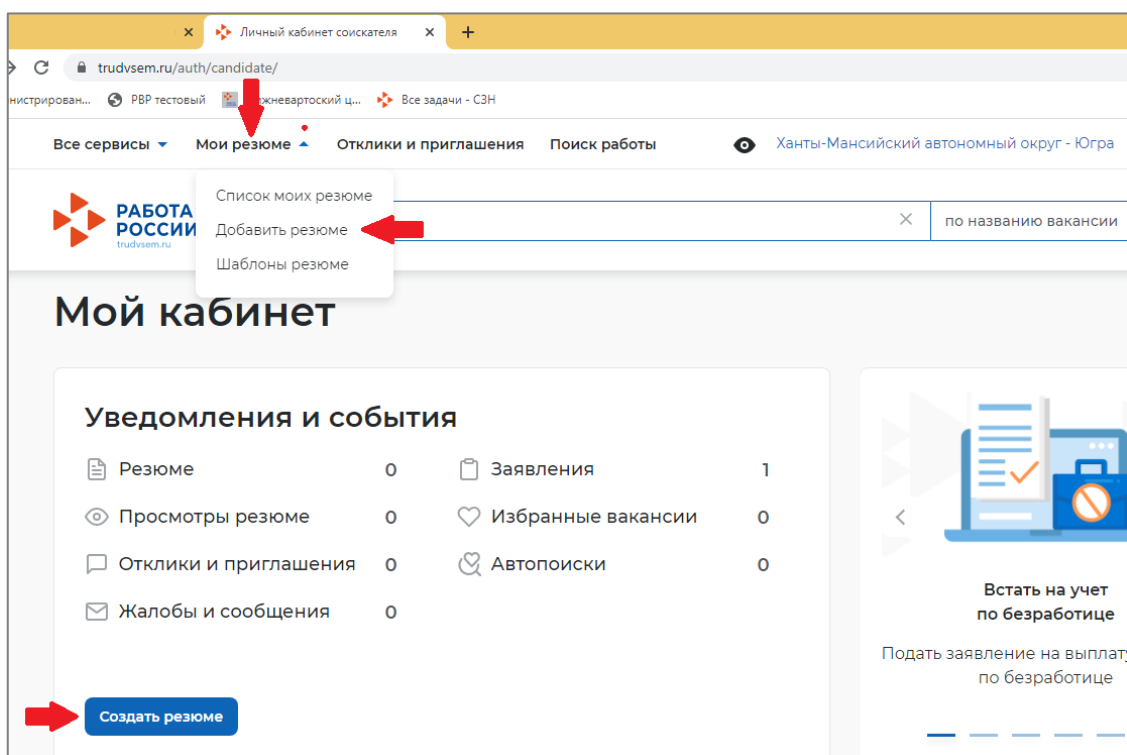 Личный кабинет соискателя
trudvsem.ru/auth/candidate/
нистрирован... РВР тестовый жневартоский ц... Все задачи - СЗН
Все сервисы Мои резюме Отклики и приглашения Поиск работы Ханты-Мансийский автономный округ - Югра
Список моих резюме
Добавить резюме
Шаблоны резюме
РАБОТА
РОССИИ
trudvsem.ru
по названию вакансии
Мой кабинет
Уведомления и события
Резюме 0 Заявления 1
Просмотры резюме 0 Избранные вакансии 0
Отклики и приглашения 0 Автопоиски 0
Жалобы и сообщения 0
Создать резюме
Встать на учет
по безработице
Подать заявление на выплату
по безработице